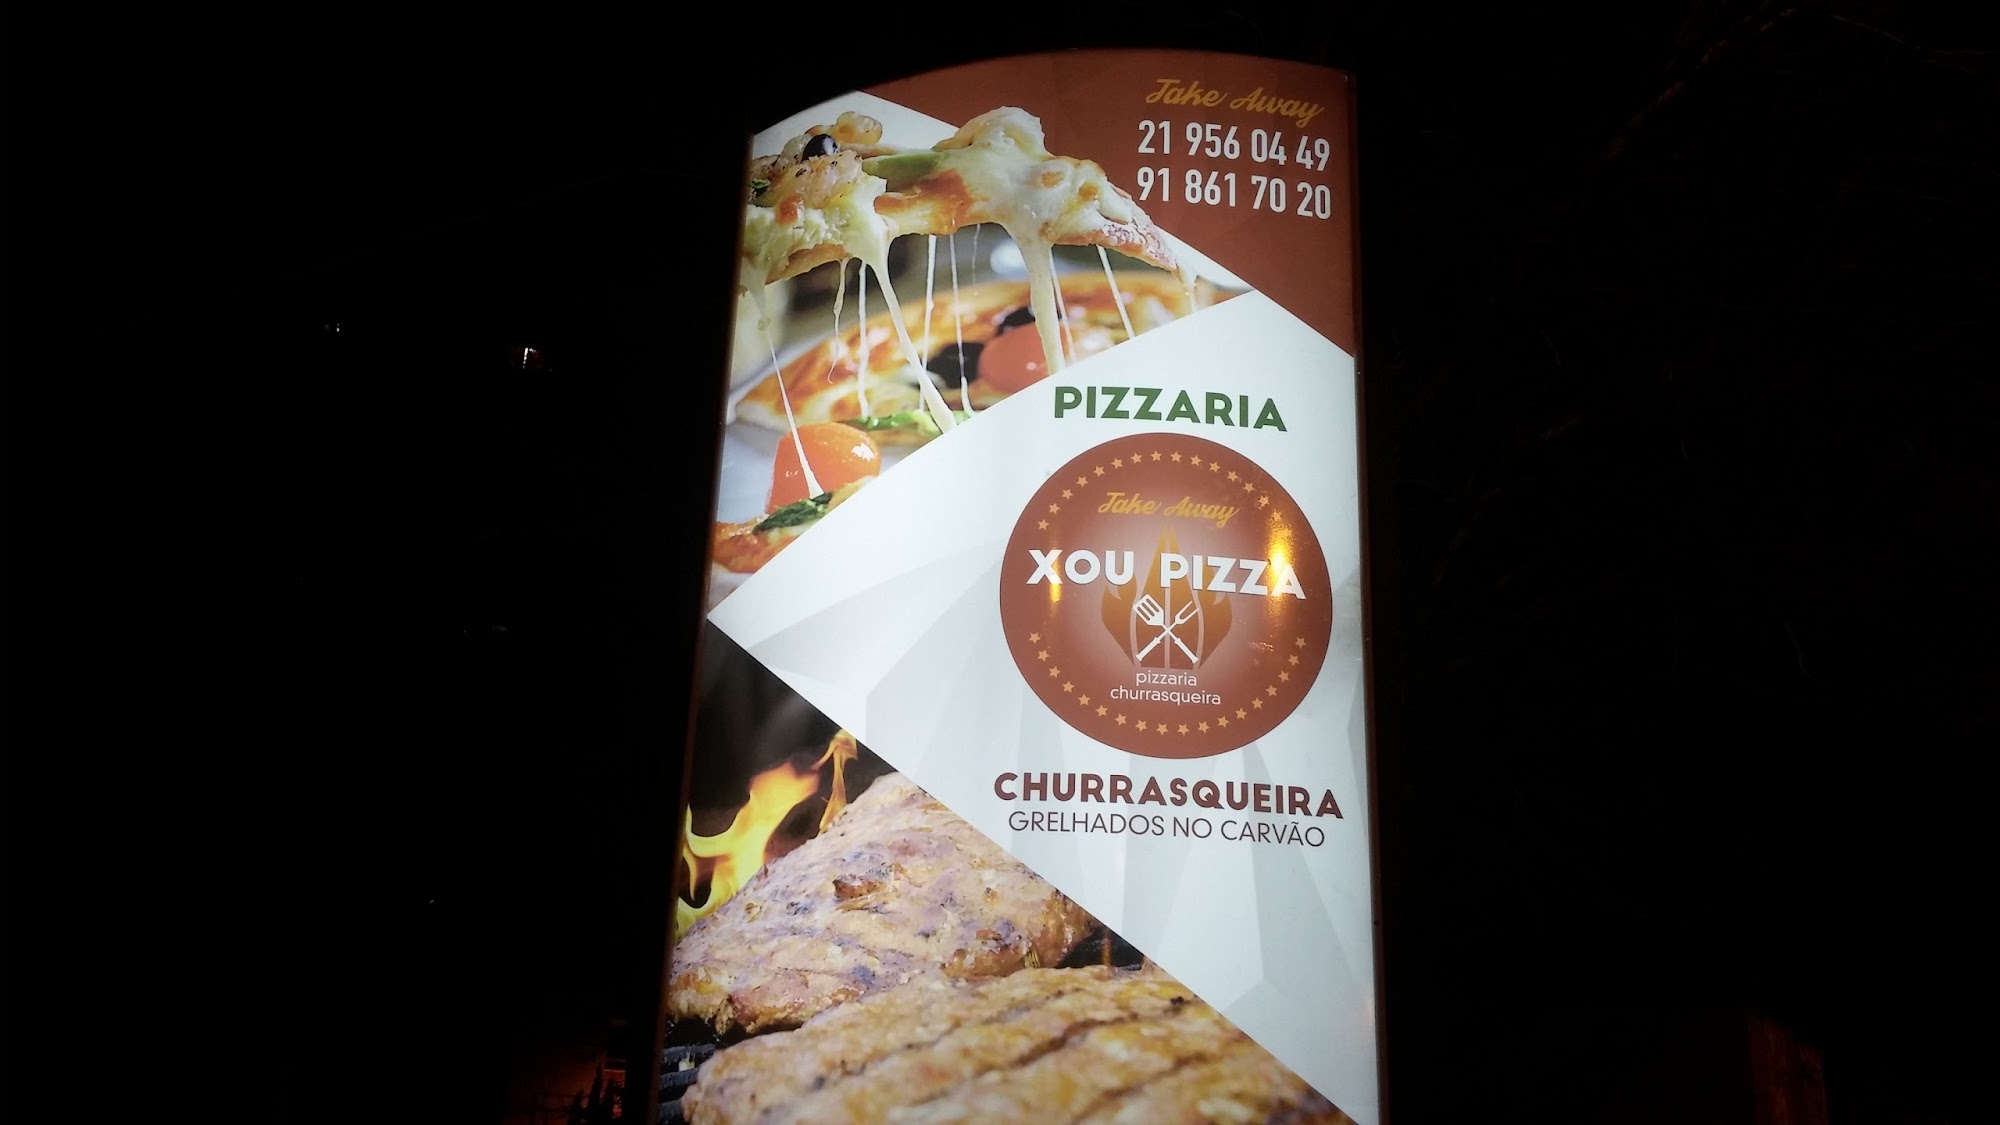 Take Away
21 956 04 49
91 861 70 20
PIZZARIA
Take Away
XOU PIZZA
pizzaria
churrasqueira
CHURRASQUEIRA
GRELHADOS NO CARVÃO